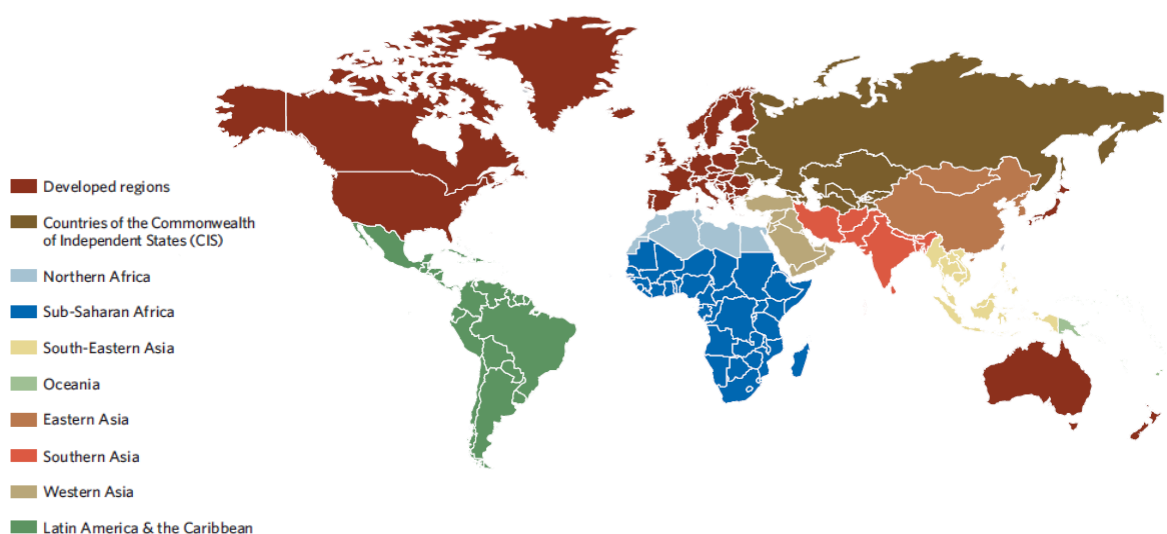 Developed regions
Countries of the Commonwealth
of Independent States (CIS)
Northern Africa
Sub-Saharan Africa
South-Eastern Asia
Oceania
Eastern Asia
Southern Asia
Western Asia
Latin America & the Caribbean